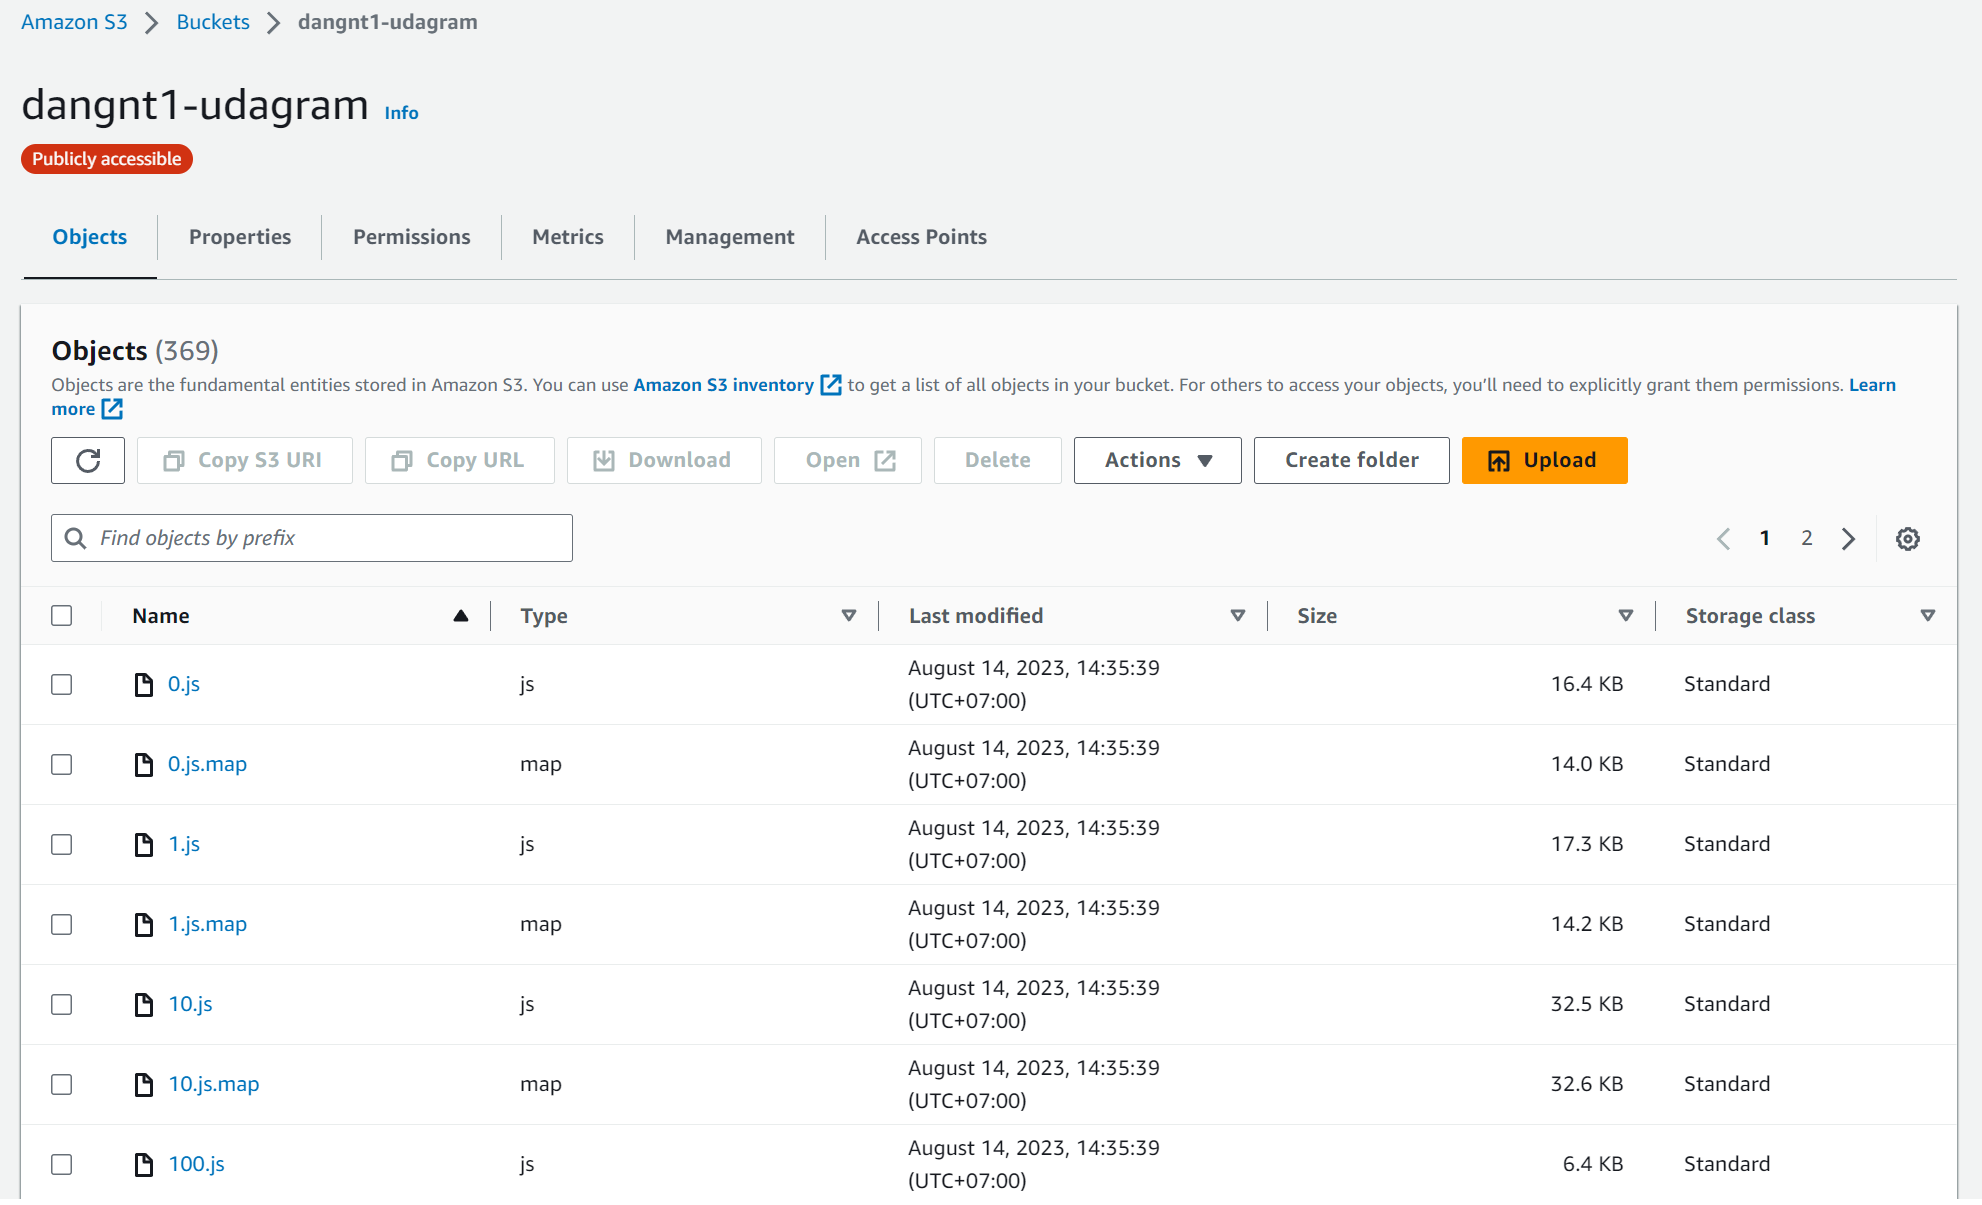 Amazon S3 > Buckets > dangnt1-udagram
dangnt1-udagram Info
Publicly accessible
Objects Properties Permissions Metrics Management Access Points
Objects (369)
Objects are the fundamental entities stored in Amazon S3. You can use Amazon S3 inventory to get a list of all objects in your bucket. For others to access your objects, you’ll need to explicitly grant them permissions. Learn
more
Copy S3 URI Copy URL Download Open Delete Actions Create folder Upload
Find objects by prefix 1 2
Name Type Last modified Size Storage class
0.js js August 14, 2023, 14:35:39 16.4 KB Standard
(UTC+07:00)
0.js.map map August 14, 2023, 14:35:39 14.0 KB Standard
(UTC+07:00)
1.js js August 14, 2023, 14:35:39 17.3 KB Standard
(UTC+07:00)
1.js.map map August 14, 2023, 14:35:39 14.2 KB Standard
(UTC+07:00)
10.js js August 14, 2023, 14:35:39 32.5 KB Standard
(UTC+07:00)
10.js.map map August 14, 2023, 14:35:39 32.6 KB Standard
(UTC+07:00)
100.js js August 14, 2023, 14:35:39 6.4 KB Standard
(UTC+07:00)